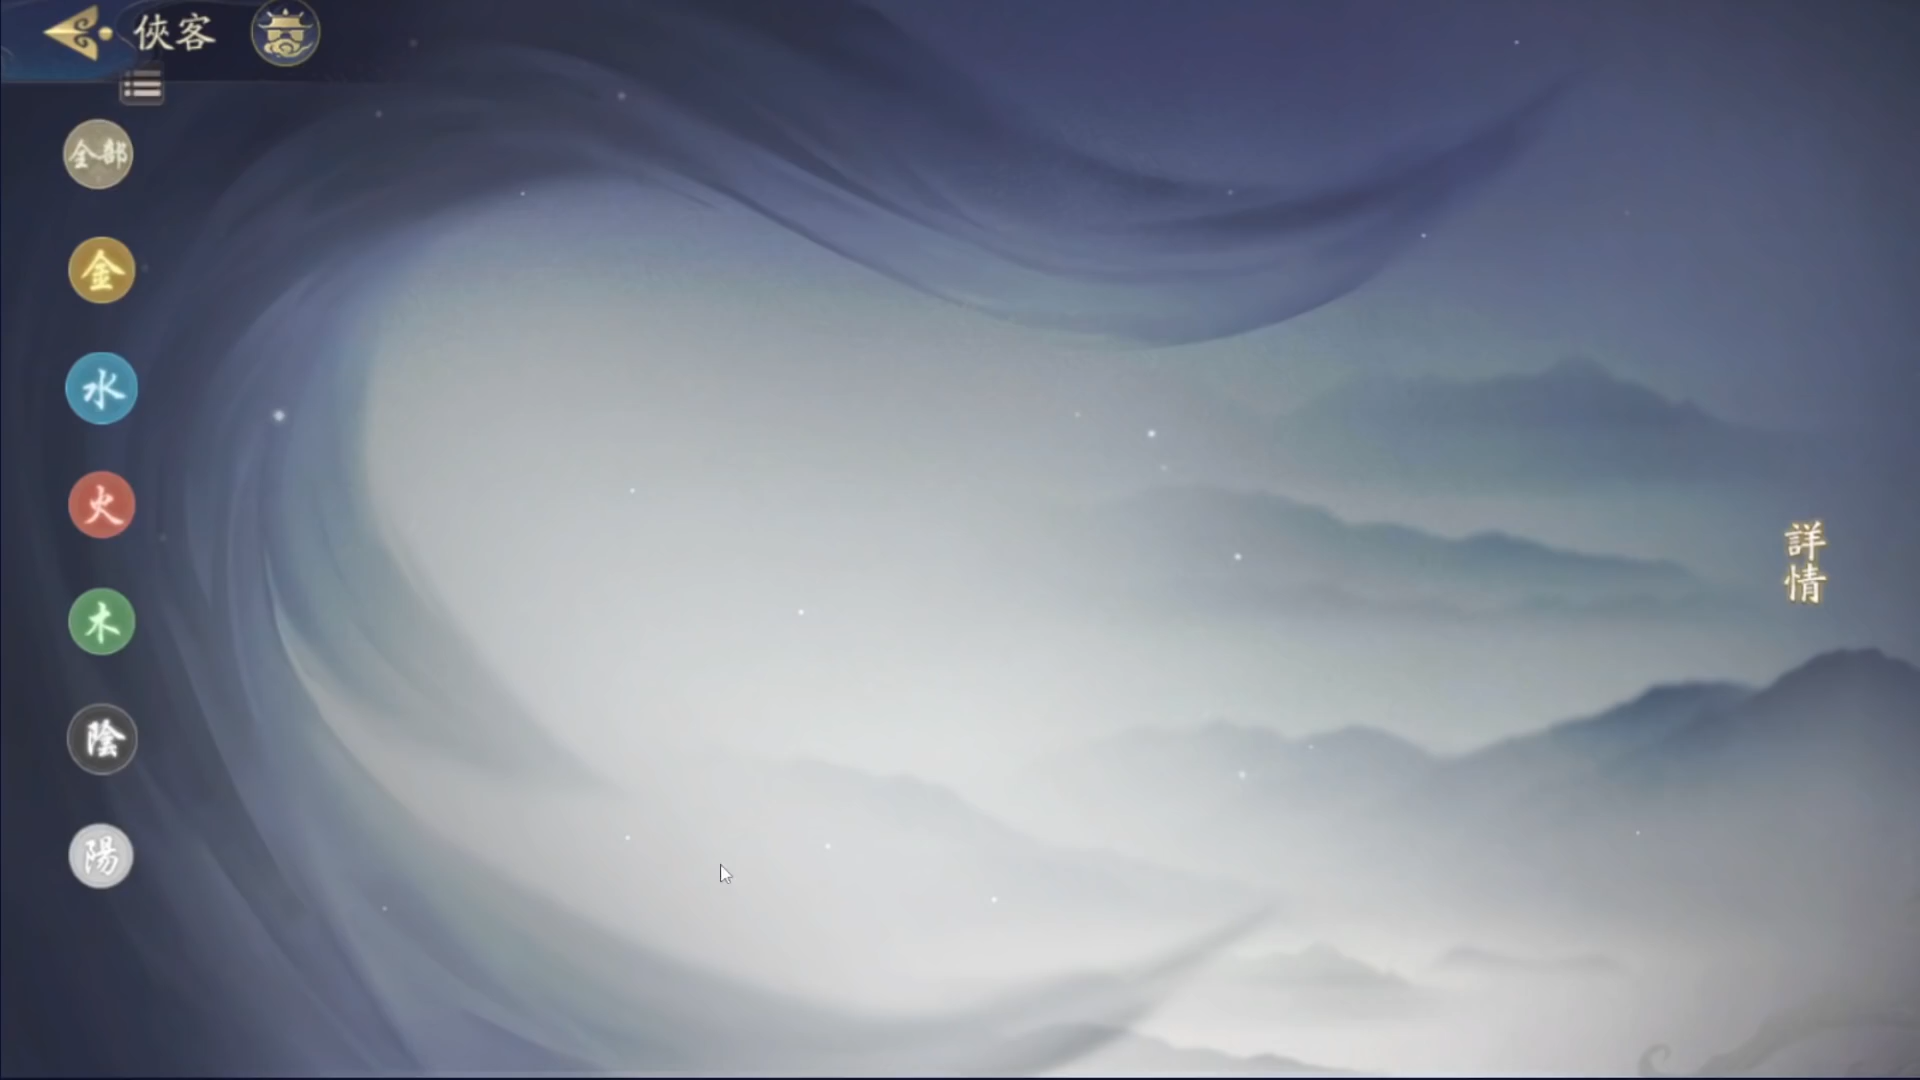 俠客
全部
金
水
火
木
陰
陽
詳情